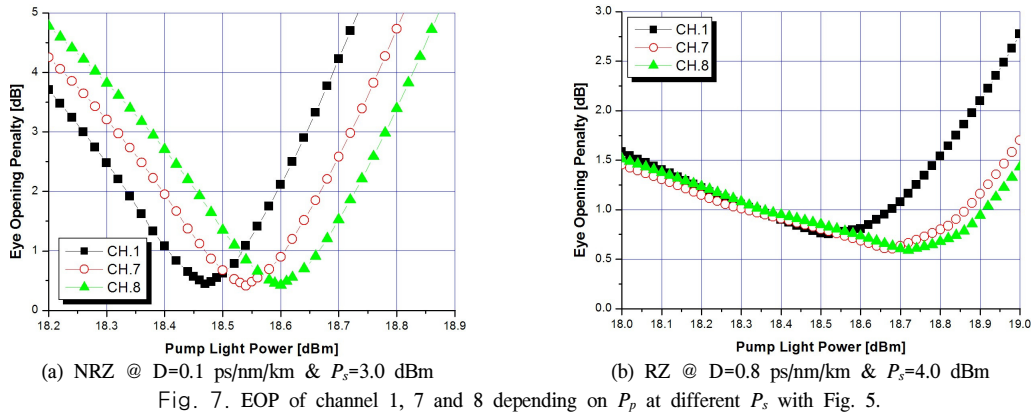 5
4
3
2
1
0
Eye Opening Penalty [dB]
CH.1
CH.7
CH.8
18.2 18.3 18.4 18.5 18.6 18.7 18.8 18.9
Pump Light Power [dBm]
(a) NRZ @ D=0.1 ps/nm/km & Ps=3.0 dBm
3.0
2.5
2.0
1.5
1.0
0.5
0.0
Eye Opening Penalty [dB]
CH.1
CH.7
CH.8
18.0 18.1 18.2 18.3 18.4 18.5 18.6 18.7 18.8 18.9 19.0
Pump Light Power [dBm]
(b) RZ @ D=0.8 ps/nm/km & Ps=4.0 dBm
Fig. 7. EOP of channel 1, 7 and 8 depending on Pp at different Ps with Fig. 5.